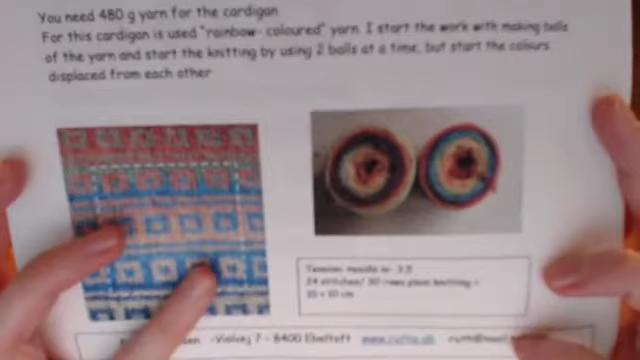 You need 480 g yarn for the cardigan
For this cardigan is used "rainbow- coloured" yarn. I start the work with making balls
of the yarn and start the knitting by using 2 balls at a time, but start the colours
displaced from each other
Tension: needle nr 3,5
24 stitches/ 30 rows plain knitting =
10 x 10 cm
-Violvej 7 - 8400 Ebeltoft